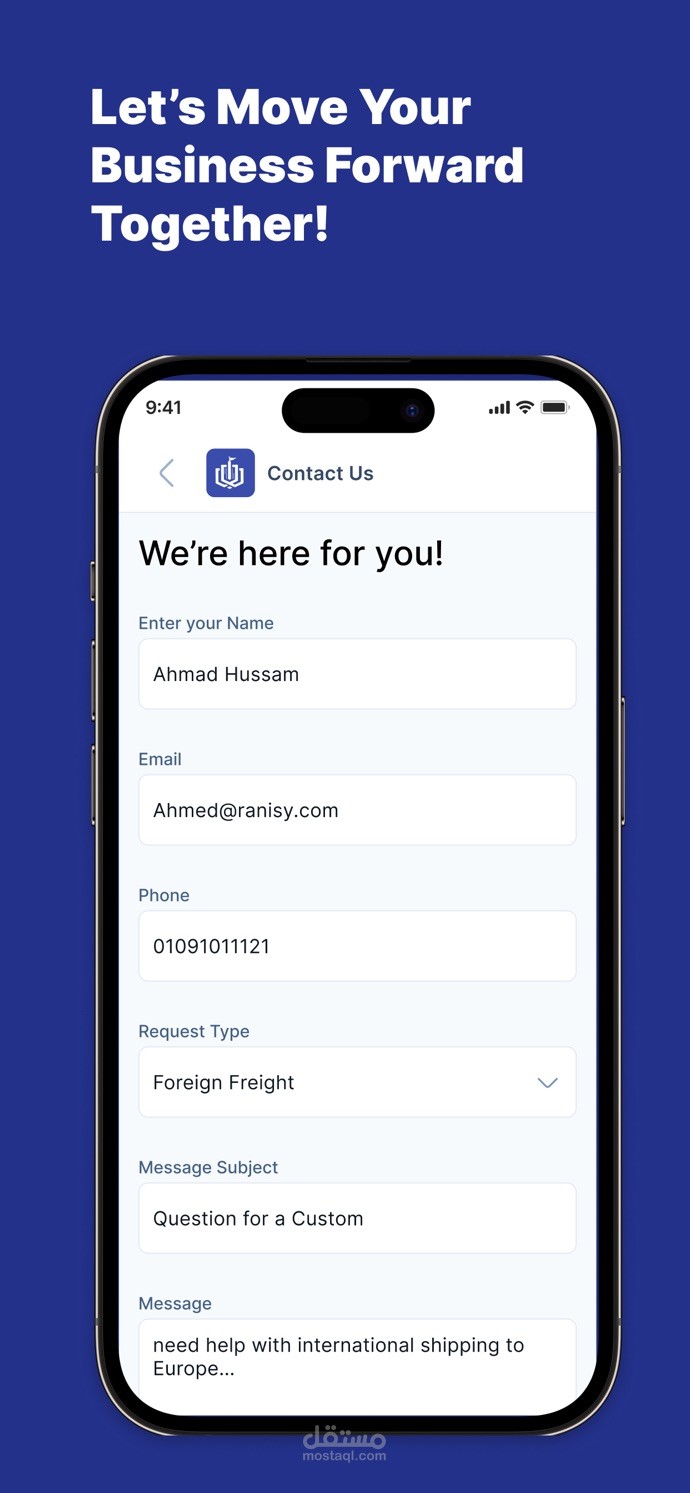 Let’s Move Your
Business Forward
Together!
9:41
Contact Us
We’re here for you!
Enter your Name
Ahmad Hussam
Email
Ahmed@ranisy.com
Phone
01091011121
Request Type
Foreign Freight
Message Subject
Question for a Custom
Message
need help with international shipping to
Europe...
مستقل
mostaql.com